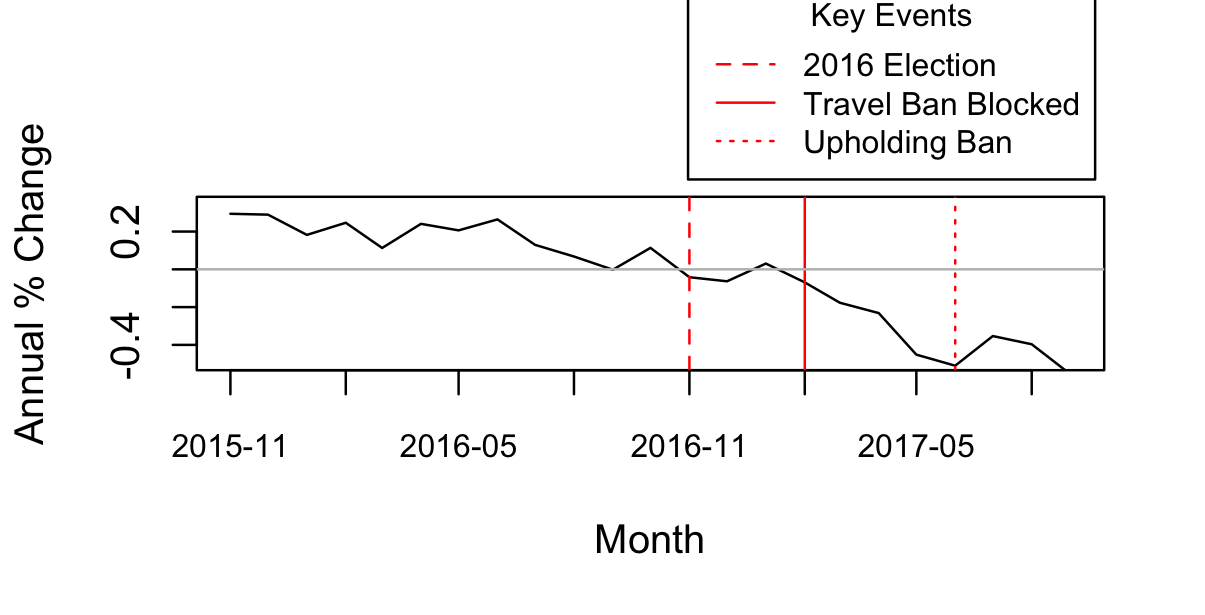 Key Events
2016 Election
Travel Ban Blocked
Upholding Ban
Annual % Change
0.2
-0.4
2015-11
2016-05
2016-11
2017-05
Month